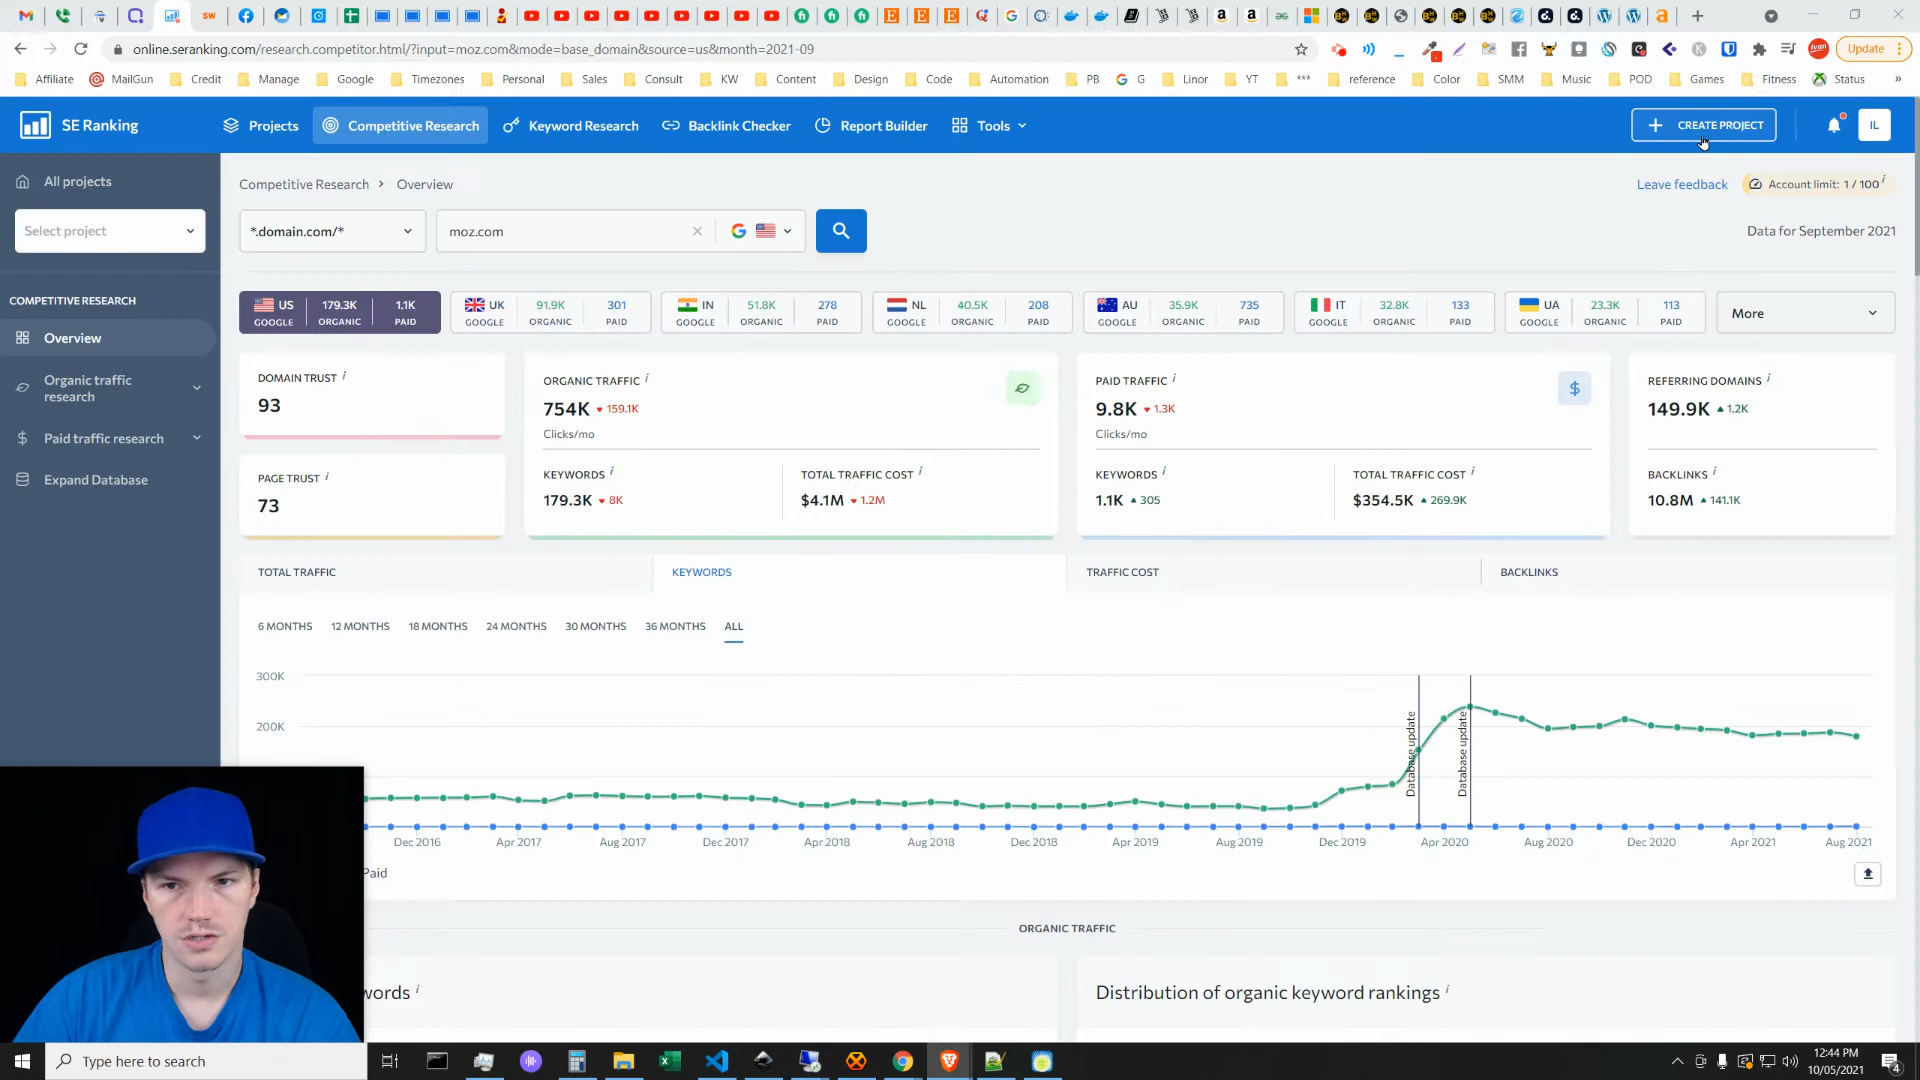 online.seranking.com/research.competitor.html/?input=moz.com&mode=base_domain&source=us&month=2021-09
Update
Affiliate MailGun Credit Manage Google Timezones Personal Sales Consult KW Content Design Code Automation PB G Linor YT *** reference Color SMM Music POD Games Fitness Status »
SE Ranking Projects Competitive Research Keyword Research Backlink Checker Report Builder Tools + CREATE PROJECT IL
All projects
Select project
COMPETITIVE RESEARCH
Overview
Organic traffic
research
Paid traffic research
Expand Database
Competitive Research > Overview
Leave feedback Account limit: 1 / 100 i
*.domain.com/* moz.com Data for September 2021
US 179.3K 1.1K UK 91.9K 301 IN 51.8K 278 NL 40.5K 208 AU 35.9K 735 IT 32.8K 133 UA 23.3K 113 More
GOOGLE ORGANIC PAID GOOGLE ORGANIC PAID GOOGLE ORGANIC PAID GOOGLE ORGANIC PAID GOOGLE ORGANIC PAID GOOGLE ORGANIC PAID GOOGLE ORGANIC PAID
DOMAIN TRUST i
93
PAGE TRUST i
73
ORGANIC TRAFFIC i
754K 159.1K
Clicks/mo
KEYWORDS i TOTAL TRAFFIC COST i
179.3K 8K $4.1M 1.2M
PAID TRAFFIC i
$
9.8K 1.3K
Clicks/mo
KEYWORDS i TOTAL TRAFFIC COST i
1.1K 305 $354.5K 269.9K
REFERRING DOMAINS i
149.9K 1.2K
BACKLINKS i
10.8M 141.1K
TOTAL TRAFFIC KEYWORDS TRAFFIC COST BACKLINKS
6 MONTHS 12 MONTHS 18 MONTHS 24 MONTHS 30 MONTHS 36 MONTHS ALL
300K
200K
Database update
Database update
Dec 2016 Apr 2017 Aug 2017 Dec 2017 Apr 2018 Aug 2018 Dec 2018 Apr 2019 Aug 2019 Dec 2019 Apr 2020 Aug 2020 Dec 2020 Apr 2021 Aug 2021
Paid
ORGANIC TRAFFIC
words i
Distribution of organic keyword rankings i
Type here to search
12:44 PM
10/05/2021
4